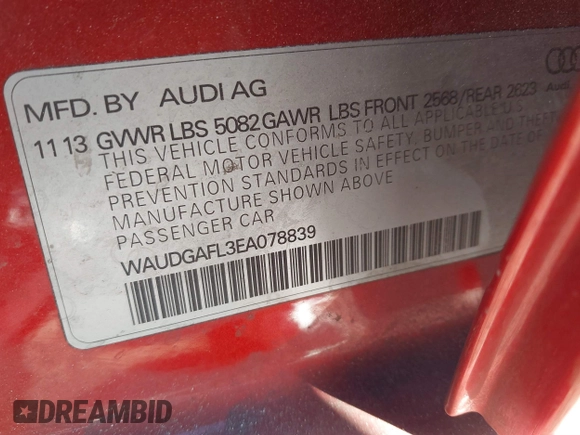 MFD. BY AUDI AG
11 13 GVWR LBS 5082 GAWR LBS FRONT 2568/REAR 2623
THIS VEHICLE CONFORMS TO ALL APPLICABLE U.S.
FEDERAL MOTOR VEHICLE SAFETY, BUMPER AND THEFT
PREVENTION STANDARDS IN EFFECT ON THE DATE OF
MANUFACTURE SHOWN ABOVE
PASSENGER CAR
WAUDGAFL3EA078839
Audi
DREAMBID